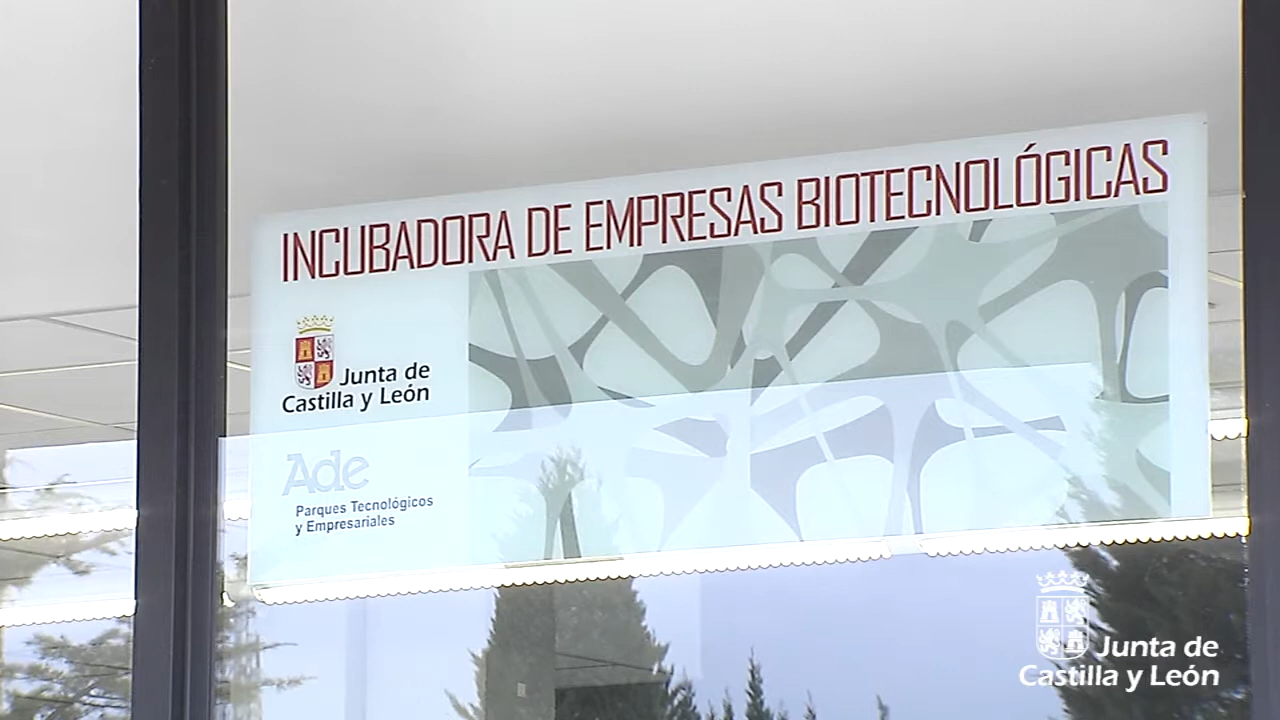 INCUBADORA DE EMPRESAS BIOTECNOLÓGICAS
Junta de
Castilla y León
Ade
Parques Tecnológicos
y Empresariales
Junta de
Castilla y León